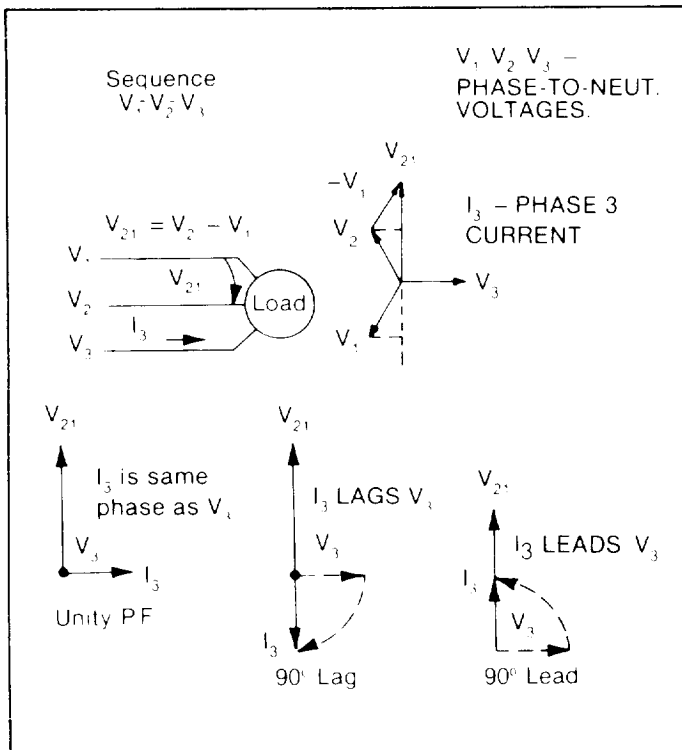 Sequence
V₁-V₂-V₃
V₁ V₂ V₃ –
PHASE-TO-NEUT.
VOLTAGES.
V₂₁
–V₁
V₂
I₃ – PHASE 3
CURRENT
V₃
V₁
V₂₁ = V₂ – V₁
V₁
V₂₁
V₂
Load
I₃
V₃
V₂₁
I₃ is same
phase as V₃
V₃
I₃
Unity PF
V₂₁
I₃ LAGS V₃
V₃
I₃
90° Lag
V₂₁
I₃ LEADS V₃
I₃
V₃
90° Lead